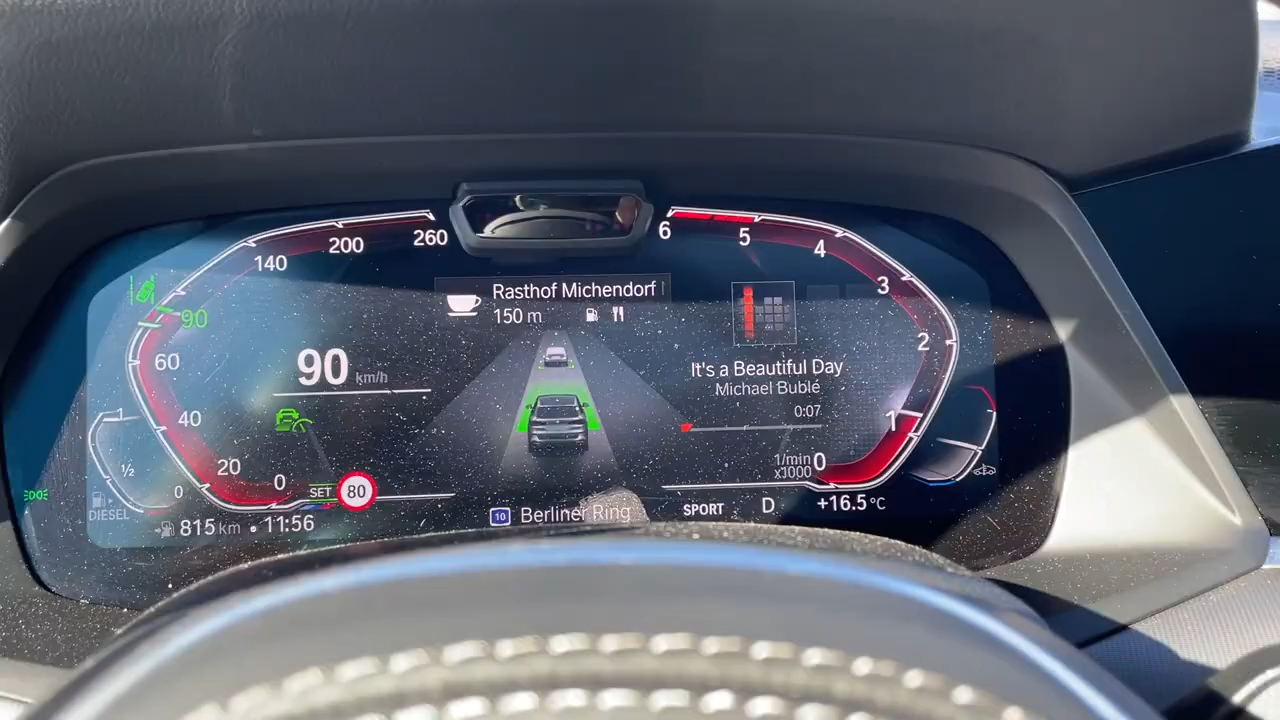 260
200
140
90
60
40
20
0
90 km/h
½
0
DIESEL
SET
80
815 km • 11:56
Rasthof Michendorf
150 m
10 Berliner Ring
6
5
4
3
2
1
0
It's a Beautiful Day
Michael Bublé
0:07
1/min
x1000
SPORT D +16.5 °C